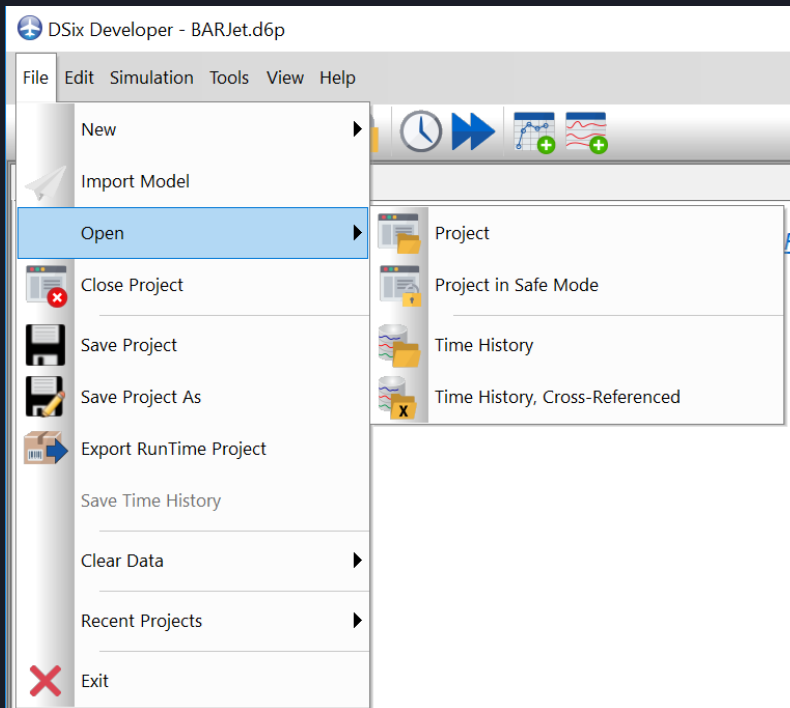 DSix Developer - BARJet.d6p
File Edit Simulation Tools View Help
New
Import Model
Open
Close Project
Save Project
Save Project As
Export RunTime Project
Save Time History
Clear Data
Recent Projects
Exit
Project
Project in Safe Mode
Time History
Time History, Cross-Referenced